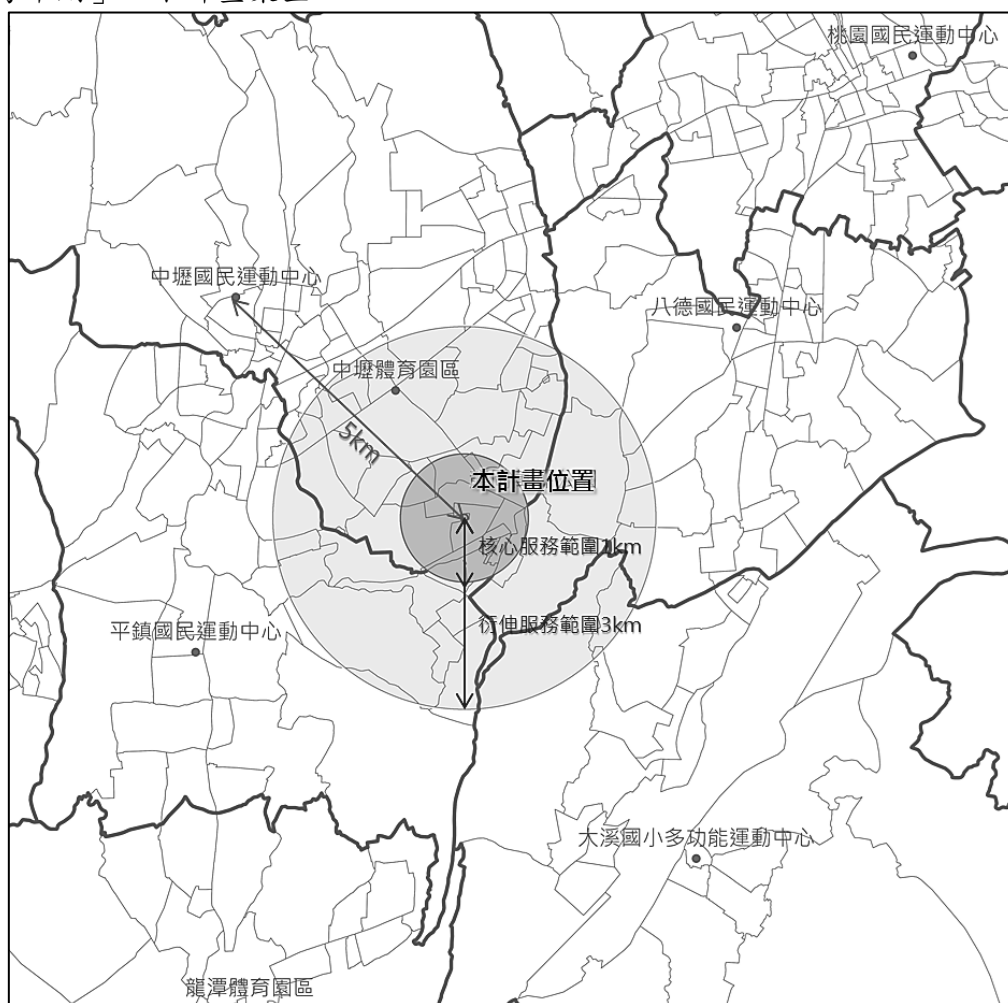 桃園國民運動中心
中壢國民運動中心
八德國民運動中心
中壢體育園區
5km
本計畫位置
核心服務範圍1km
衍伸服務範圍3km
平鎮國民運動中心
大溪國小多功能運動中心
龍潭體育園區